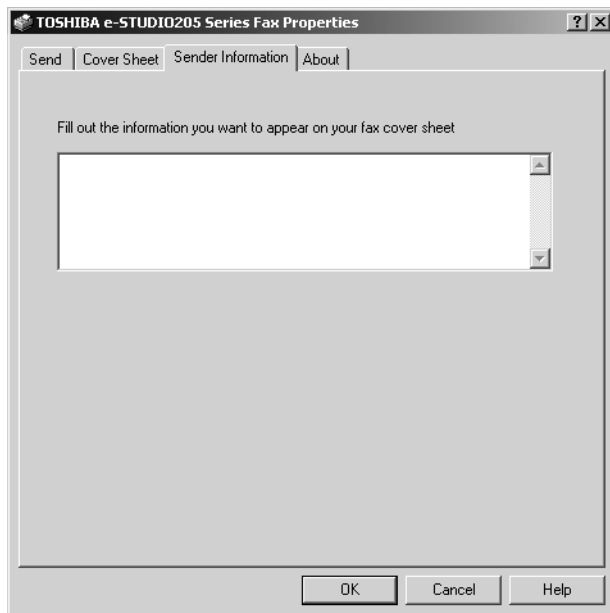 TOSHIBA e-STUDIO205 Series Fax Properties
Send Cover Sheet Sender Information About
Fill out the information you want to appear on your fax cover sheet
OK Cancel Help